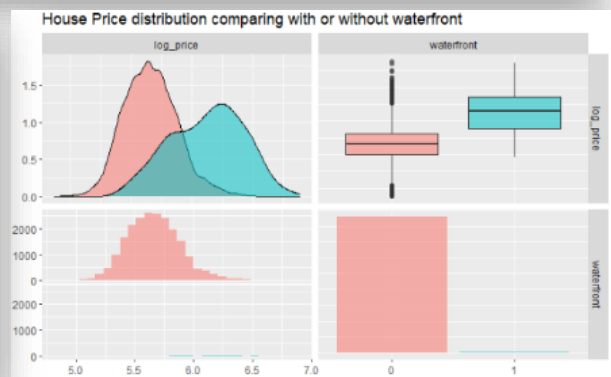 House Price distribution comparing with or without waterfront
log_price
waterfront
1.5
1.0
0.5
0.0
log_price
2000
1000
0
2000
1000
0
waterfront
5.0 5.5 6.0 6.5 7.0
0 1